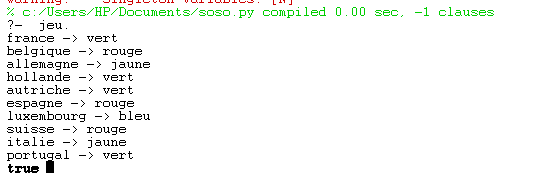 Warning:    Singleton variables: [N]
% c:/Users/HP/Documents/soso.py compiled 0.00 sec, -1 clauses
?-  jeu.
france -> vert
belgique -> rouge
allemagne -> jaune
hollande -> vert
autriche -> vert
espagne -> rouge
luxembourg -> bleu
suisse -> rouge
italie -> jaune
portugal -> vert
true